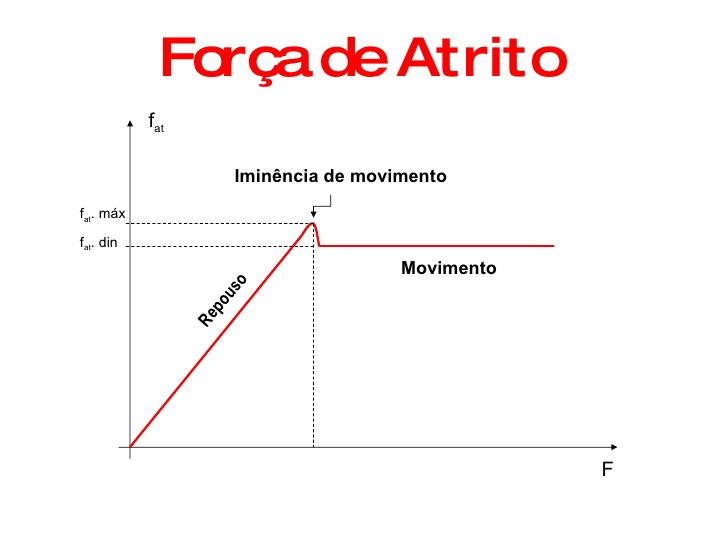 Força de Atrito
fat
Iminência de movimento
fat. máx
fat. din
Movimento
Repouso
F